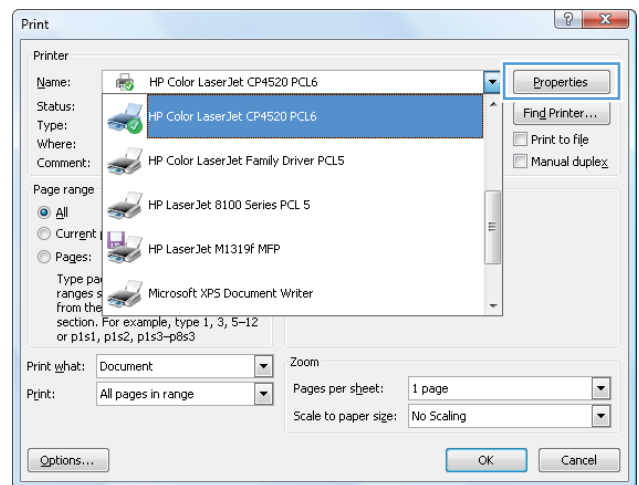 Print
Printer
Name: HP Color LaserJet CP4520 PCL6 Properties
Status: HP Color LaserJet CP4520 PCL6 Find Printer...
Type:
Where: Print to file
Comment: HP Color LaserJet Family Driver PCL5 Manual duplex
Page range
All HP LaserJet 8100 Series PCL 5
Current
Pages: HP LaserJet M1319f MFP
Type
ranges
from the Microsoft XPS Document Writer
section. For example, type 1, 3, 5–12
or p1s1, p1s2, p1s3–p8s3
Print what: Document Zoom
Print: All pages in range Pages per sheet: 1 page
Scale to paper size: No Scaling
Options... OK Cancel